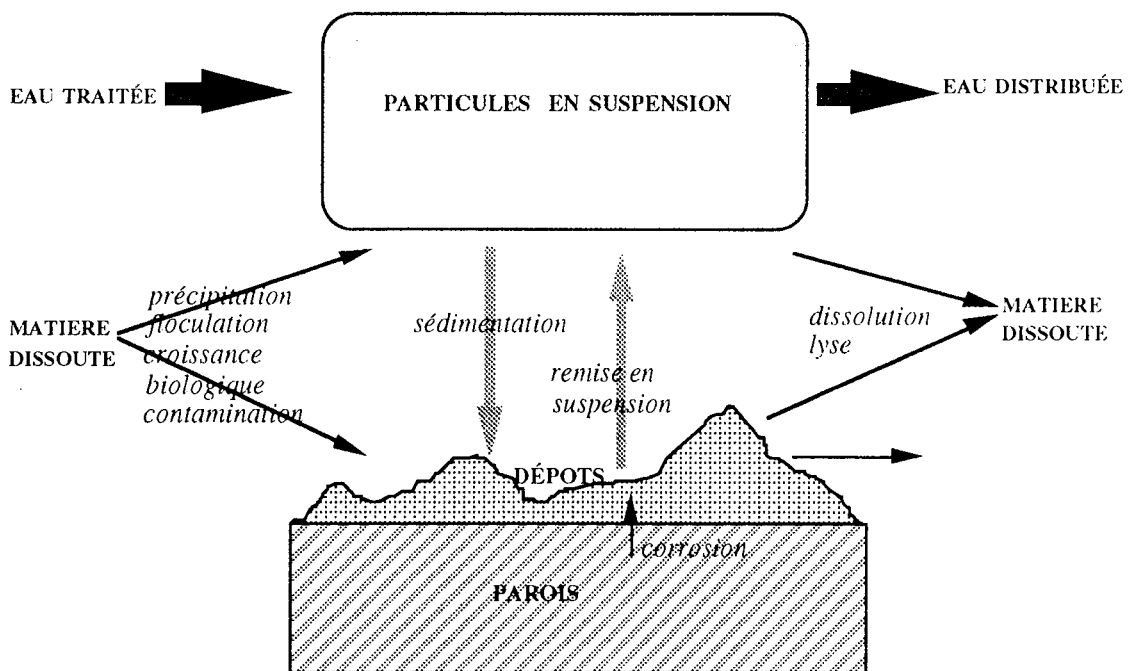 EAU TRAITÉE
PARTICULES EN SUSPENSION
EAU DISTRIBUÉE
précipitation
floculation
croissance
biologique
contamination
MATIERE
DISSOUTE
sédimentation
remise en
suspension
dissolution
lyse
MATIERE
DISSOUTE
DÉPOTS
corrosion
PAROIS